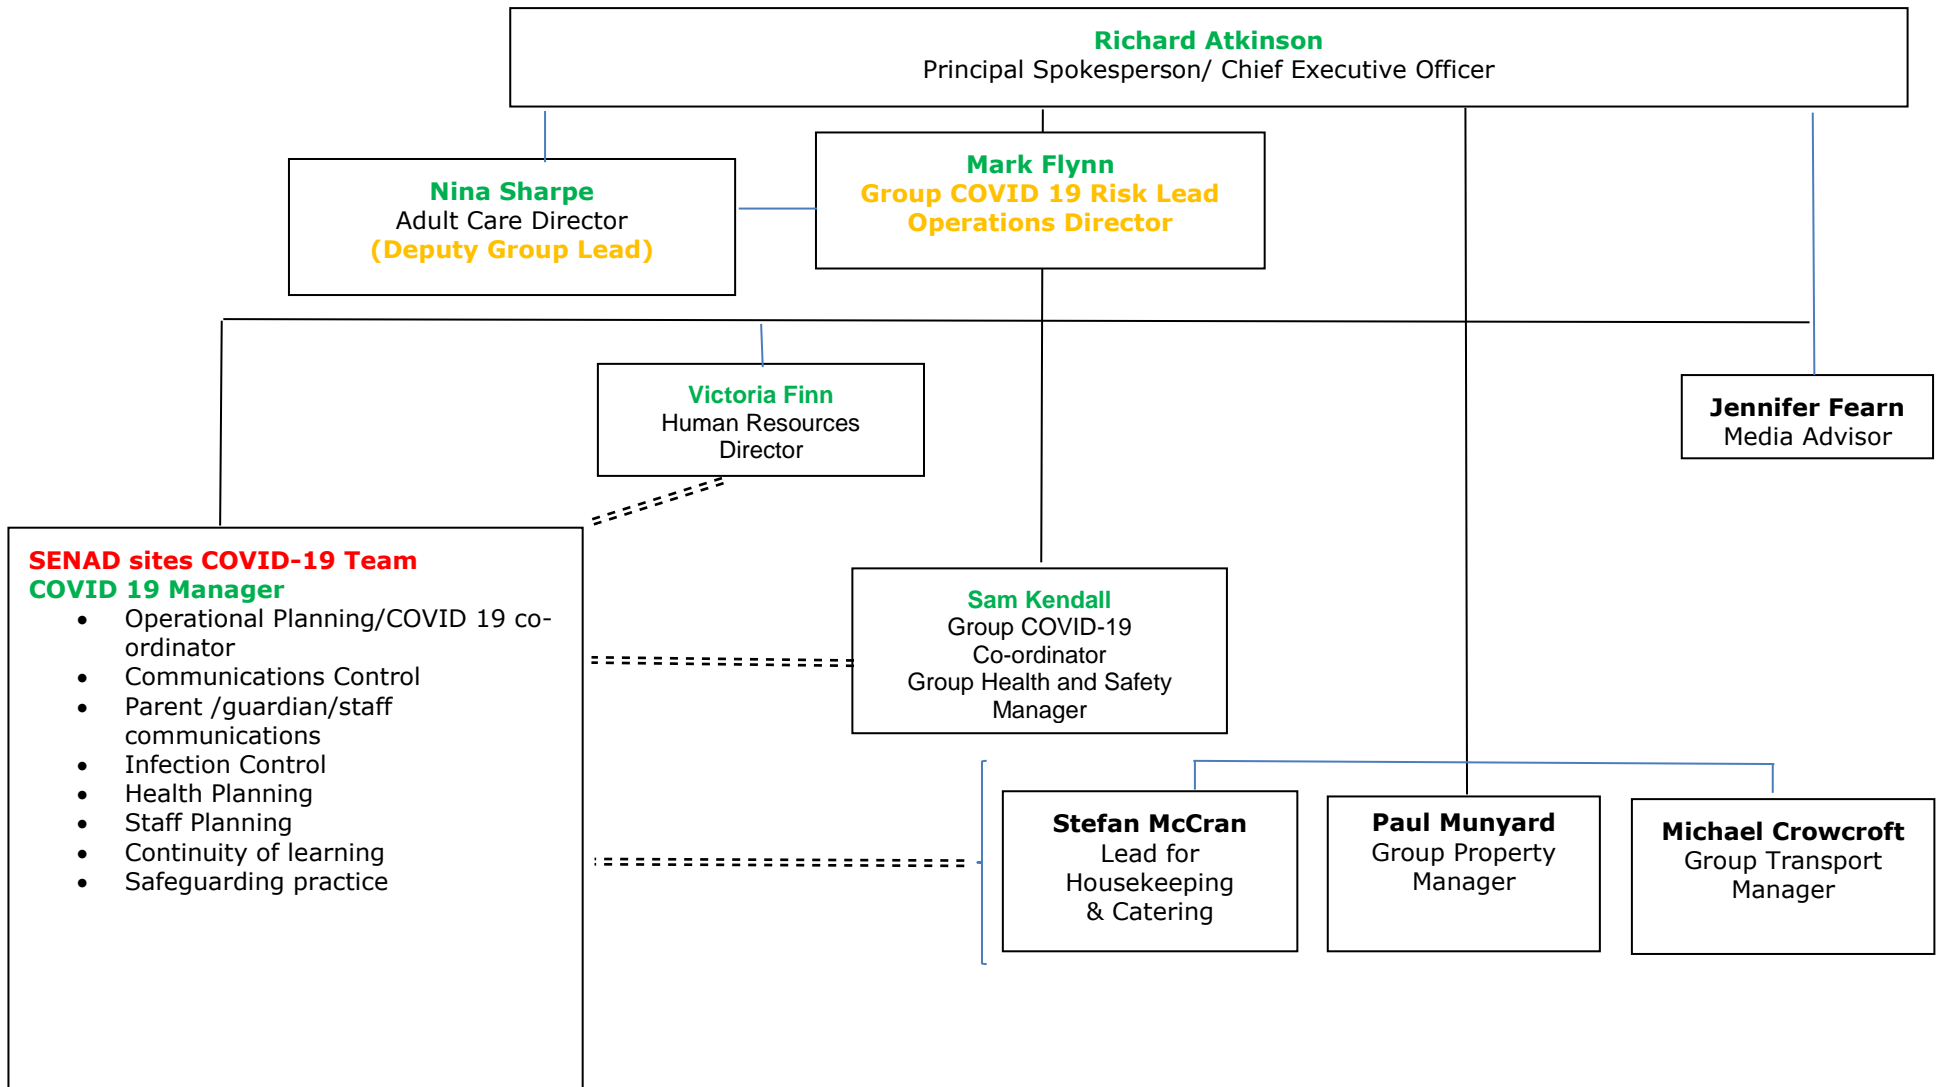 Richard Atkinson
Principal Spokesperson/ Chief Executive Officer
Nina Sharpe
Adult Care Director
(Deputy Group Lead)
Mark Flynn
Group COVID 19 Risk Lead
Operations Director
Victoria Finn
Human Resources
Director
Jennifer Fearn
Media Advisor
SENAD sites COVID-19 Team
COVID 19 Manager
• Operational Planning/COVID 19 co-
ordinator
• Communications Control
• Parent /guardian/staff
communications
• Infection Control
• Health Planning
• Staff Planning
• Continuity of learning
• Safeguarding practice
Sam Kendall
Group COVID-19
Co-ordinator
Group Health and Safety
Manager
Stefan McCran
Lead for
Housekeeping
& Catering
Paul Munyard
Group Property
Manager
Michael Crowcroft
Group Transport
Manager